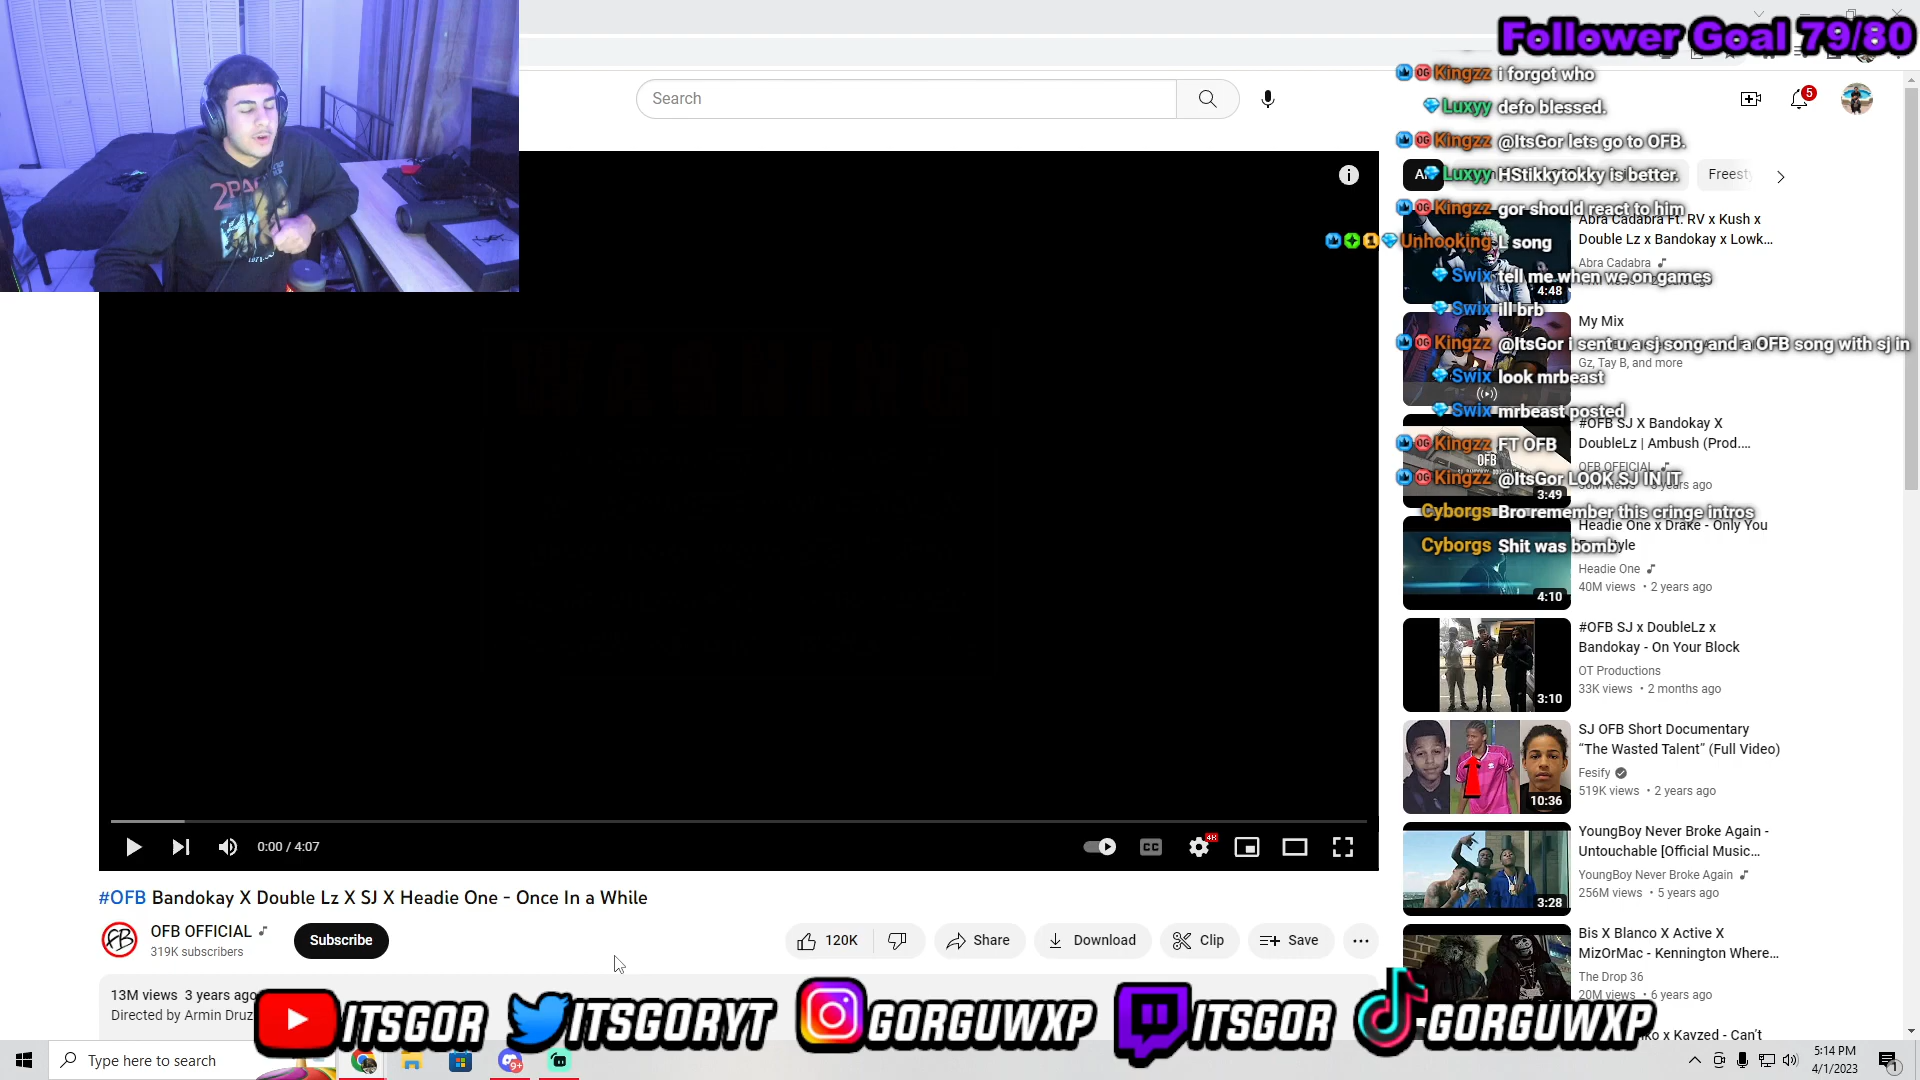 Follower Goal 79/80
Search
5
Kingzz i forgot who
Luxyy defo blessed.
Kingzz @ItsGor lets go to OFB.
Luxyy HStikkytokky is better.
Kingzz gor should react to him
Unhooking L song
Swix tell me when we on games
Swix ill brb
Kingzz @ItsGor i sent u a sj song and a OFB song with sj in
Swix look mrbeast
Swix mrbeast posted
Kingzz FT OFB
Kingzz @ItsGor LOOK SJ IN IT
Cyborgs Bro remember this cringe intros
Cyborgs Shit was bomb
Abra Cadabra Ft. RV x Kush x
Double Lz x Bandokay x Lowk...
Abra Cadabra
4:48
My Mix
Gz, Tay B, and more
#OFB SJ X Bandokay X
DoubleLz | Ambush (Prod....
OFB OFFICIAL
OFB
3:49
Headie One x Drake - Only You
Headie One
40M views • 2 years ago
4:10
#OFB SJ x DoubleLz x
Bandokay - On Your Block
OT Productions
33K views • 2 months ago
3:10
SJ OFB Short Documentary
“The Wasted Talent” (Full Video)
Fesify
519K views • 2 years ago
10:36
YoungBoy Never Broke Again -
Untouchable [Official Music...
YoungBoy Never Broke Again
256M views • 5 years ago
3:28
Bis X Blanco X Active X
MizOrMac - Kennington Where...
The Drop 36
20M views • 6 years ago
x Kayzed - Can't
0:00 / 4:07
CC
4K
#OFB Bandokay X Double Lz X SJ X Headie One - Once In a While
OFB OFFICIAL
319K subscribers
Subscribe
120K
Share
Download
Clip
Save
13M views 3 years ago
Directed by Armin Druz
ITSGOR
ITSGORYT
GORGUWXP
ITSGOR
GORGUWXP
Type here to search
9+
5:14 PM
4/1/2023
1